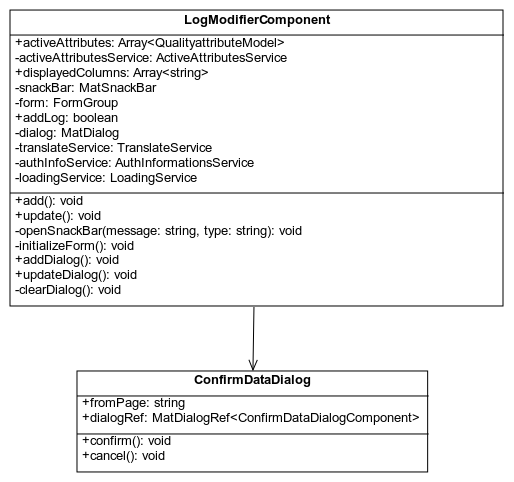 LogModifierComponent
+activeAttributes: Array<QualityattributeModel>
-activeAttributesService: ActiveAttributesService
+displayedColumns: Array<string>
-snackBar: MatSnackBar
-form: FormGroup
+addLog: boolean
-dialog: MatDialog
-translateService: TranslateService
-authInfoService: AuthInformationsService
-loadingService: LoadingService
+add(): void
+update(): void
-openSnackBar(message: string, type: string): void
-initializeForm(): void
+addDialog(): void
+updateDialog(): void
-clearDialog(): void
ConfirmDataDialog
+fromPage: string
+dialogRef: MatDialogRef<ConfirmDataDialogComponent>
+confirm(): void
+cancel(): void